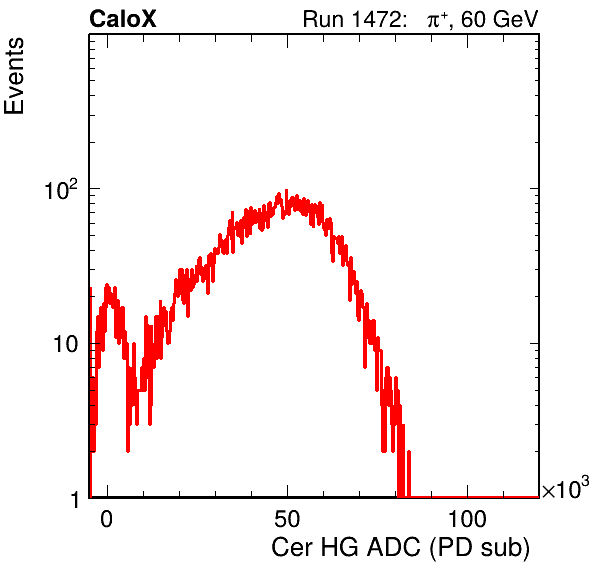 CaloX Run 1472: π⁺, 60 GeV
Events
10²
10
1
0 50 100 ×10³
Cer HG ADC (PD sub)